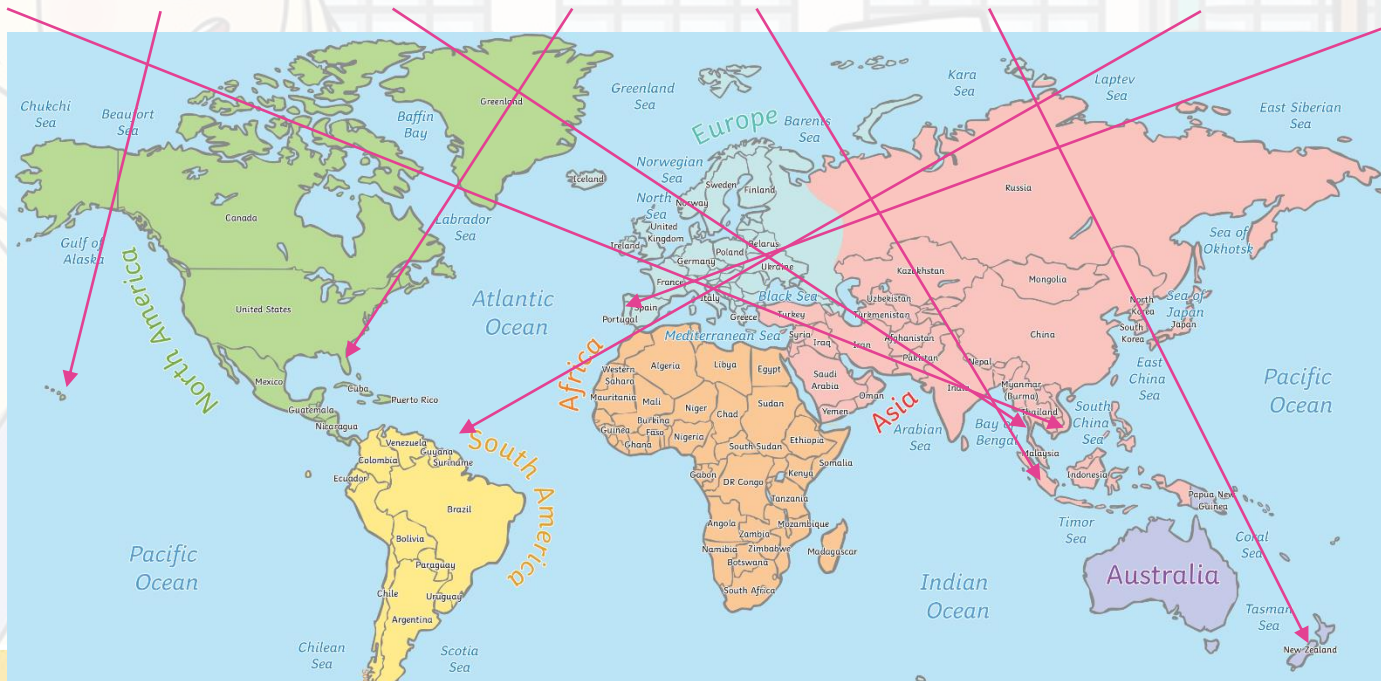 Chukchi
Sea
Beaufort
Sea
Baffin
Bay
Greenland
Greenland
Sea
Kara
Sea
Laptev
Sea
East Siberian
Sea
Europe
Barents
Sea
Norwegian
Sea
Iceland
Sweden
Finland
Norway
Russia
North
Sea
Canada
Labrador
Sea
Gulf of
Alaska
United
Kingdom
Ireland
Belarus
Poland
Germany
Ukraine
Sea of
Okhotsk
Kazakhstan
Mongolia
France
Italy
Black Sea
Uzbekistan
North
Korea
Sea of
Japan
North America
United States
Atlantic
Ocean
Spain
Portugal
Greece
Turkey
Turkmenistan
South
Korea
Japan
Mediterranean Sea
Syria
Iraq
Iran
Afghanistan
China
Pakistan
Nepal
East
China
Sea
Pacific
Ocean
Mexico
Cuba
Puerto Rico
Guatemala
Nicaragua
Africa
Western
Sahara
Algeria
Libya
Egypt
Saudi
Arabia
Oman
India
Myanmar
(Burma)
Mauritania
Mali
Niger
Chad
Sudan
Yemen
Asia
Arabian
Sea
Bay of
Bengal
Thailand
South
China
Sea
Guinea
Burkina
Faso
Ghana
Nigeria
South Sudan
Ethiopia
Somalia
Malaysia
Venezuela
Guyana
Suriname
Colombia
Ecuador
South America
Gabon
DR Congo
Kenya
Tanzania
Indonesia
Papua New
Guinea
Brazil
Bolivia
Paraguay
Chile
Uruguay
Argentina
Angola
Zambia
Mozambique
Namibia
Zimbabwe
Botswana
Madagascar
South Africa
Timor
Sea
Coral
Sea
Pacific
Ocean
Indian
Ocean
Australia
Tasman
Sea
New Zealand
Chilean
Sea
Scotia
Sea